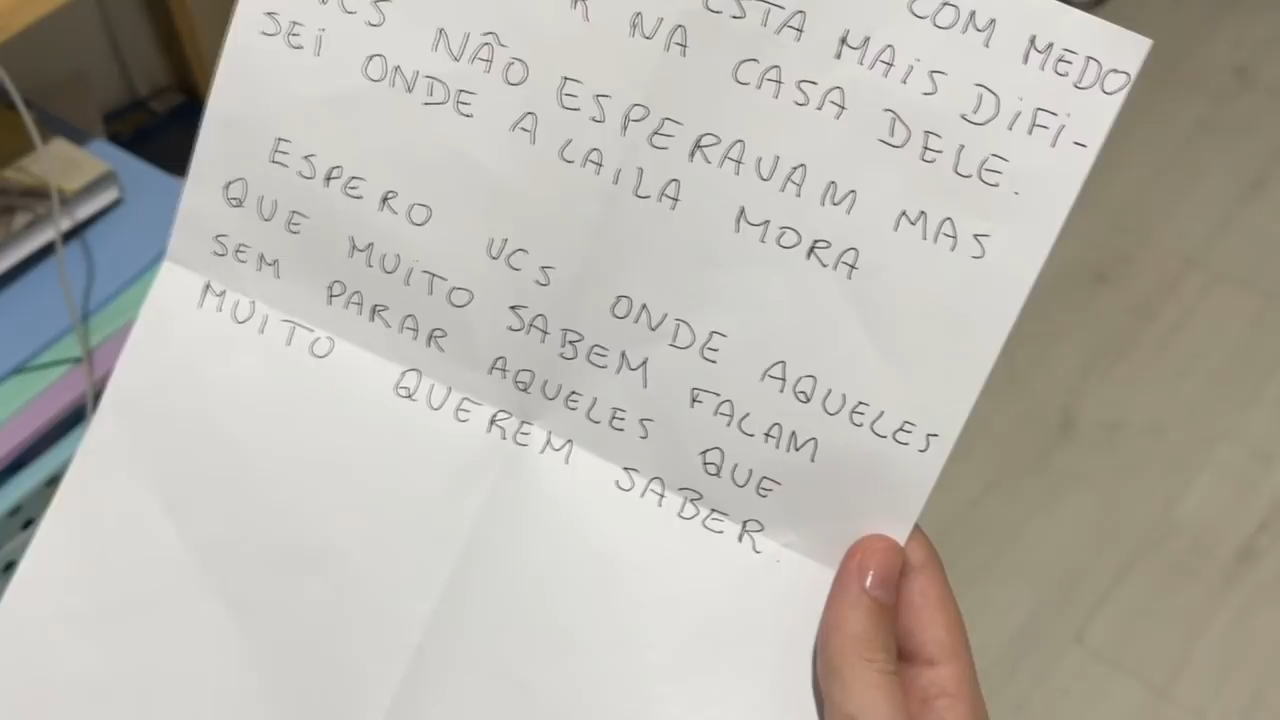 COM MEDO
ESTA MAIS DIFI-
NA CASA DELE.
VCS NÃO ESPERAVAM MAS
SEI ONDE A LAILA MORA
ESPERO VCS ONDE AQUELES
QUE MUITO SABEM FALAM
SEM PARAR AQUELES QUE
MUITO QUEREM SABER.